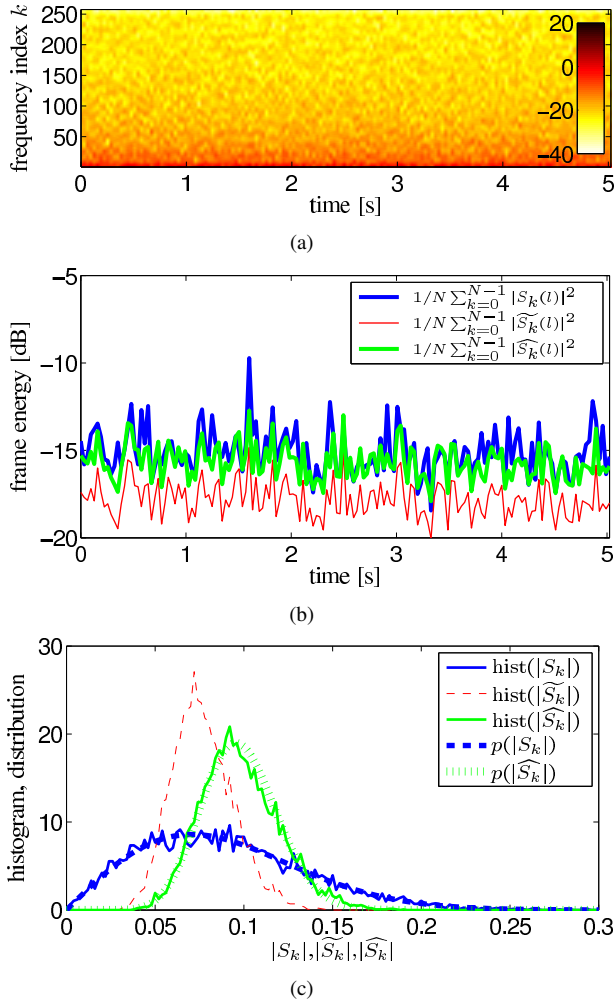 frequency index k
250
200
150
100
50
20
0
−20
−40
0 1 2 3 4 5
time [s]
(a)
frame energy [dB]
−5
−10
−15
−20
1/N ∑_{k=0}^{N−1} |S_k(l)|^2
1/N ∑_{k=0}^{N−1} |\widetilde{S_k}(l)|^2
1/N ∑_{k=0}^{N−1} |\widehat{S_k}(l)|^2
0 1 2 3 4 5
time [s]
(b)
histogram, distribution
30
20
10
0
hist(|S_k|)
hist(|\widetilde{S_k}|)
hist(|\widehat{S_k}|)
p(|S_k|)
p(|\widehat{S_k}|)
0 0.05 0.1 0.15 0.2 0.25 0.3
|S_k|,|\widetilde{S_k}|,|\widehat{S_k}|
(c)